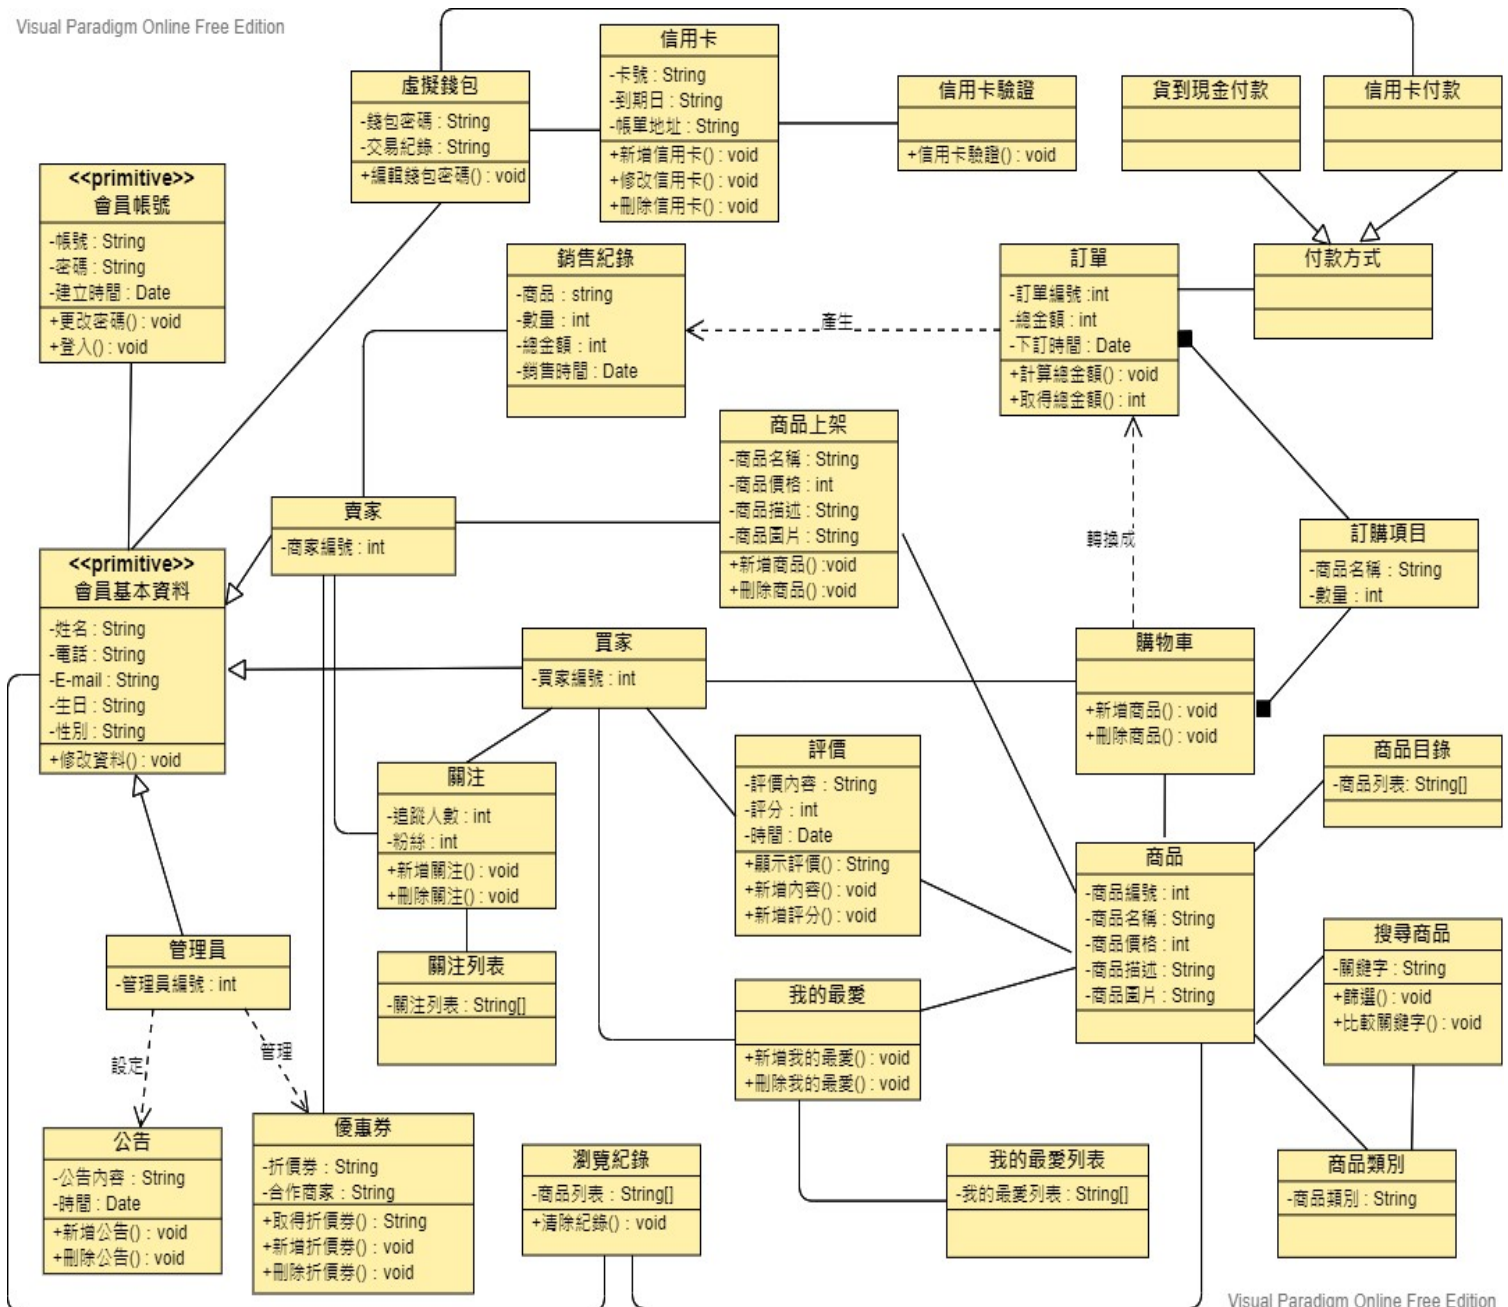 Visual Paradigm Online Free Edition
信用卡
-卡號 : String
-到期日 : String
-帳單地址 : String
+新增信用卡() : void
+修改信用卡() : void
+刪除信用卡() : void
虛擬錢包
-錢包密碼 : String
-交易紀錄 : String
+編輯錢包密碼() : void
信用卡驗證
+信用卡驗證() : void
貨到現金付款
信用卡付款
<<primitive>>
會員帳號
-帳號 : String
-密碼 : String
-建立時間 : Date
+更改密碼() : void
+登入() : void
銷售紀錄
-商品 : string
-數量 : int
-總金額 : int
-銷售時間 : Date
產生
訂單
-訂單編號 :int
-總金額 : int
-下訂時間 : Date
+計算總金額() : void
+取得總金額() : int
付款方式
商品上架
-商品名稱 : String
-商品價格 : int
-商品描述 : String
-商品圖片 : String
+新增商品() :void
+刪除商品() :void
賣家
-商家編號 : int
轉換成
訂購項目
-商品名稱 : String
-數量 : int
<<primitive>>
會員基本資料
-姓名 : String
-電話 : String
-E-mail : String
-生日 : String
-性別 : String
+修改資料() : void
買家
-買家編號 : int
購物車
+新增商品() : void
+刪除商品() : void
關注
-追蹤人數 : int
-粉絲 : int
+新增關注() : void
+刪除關注() : void
評價
-評價內容 : String
-評分 : int
-時間 : Date
+顯示評價() : String
+新增內容() : void
+新增評分() : void
商品目錄
-商品列表: String[]
商品
-商品編號 : int
-商品名稱 : String
-商品價格 : int
-商品描述 : String
-商品圖片 : String
搜尋商品
-關鍵字 : String
+篩選() : void
+比較關鍵字() : void
管理員
-管理員編號 : int
關注列表
-關注列表 : String[]
我的最愛
+新增我的最愛() : void
+刪除我的最愛() : void
設定
管理
公告
-公告內容 : String
-時間 : Date
+新增公告() : void
+刪除公告() : void
優惠券
-折價券 : String
-合作商家 : String
+取得折價券() : String
+新增折價券() : void
+刪除折價券() : void
瀏覽紀錄
-商品列表 : String[]
+清除紀錄() : void
我的最愛列表
-我的最愛列表 : String[]
商品類別
-商品類別 : String
Visual Paradigm Online Free Edition